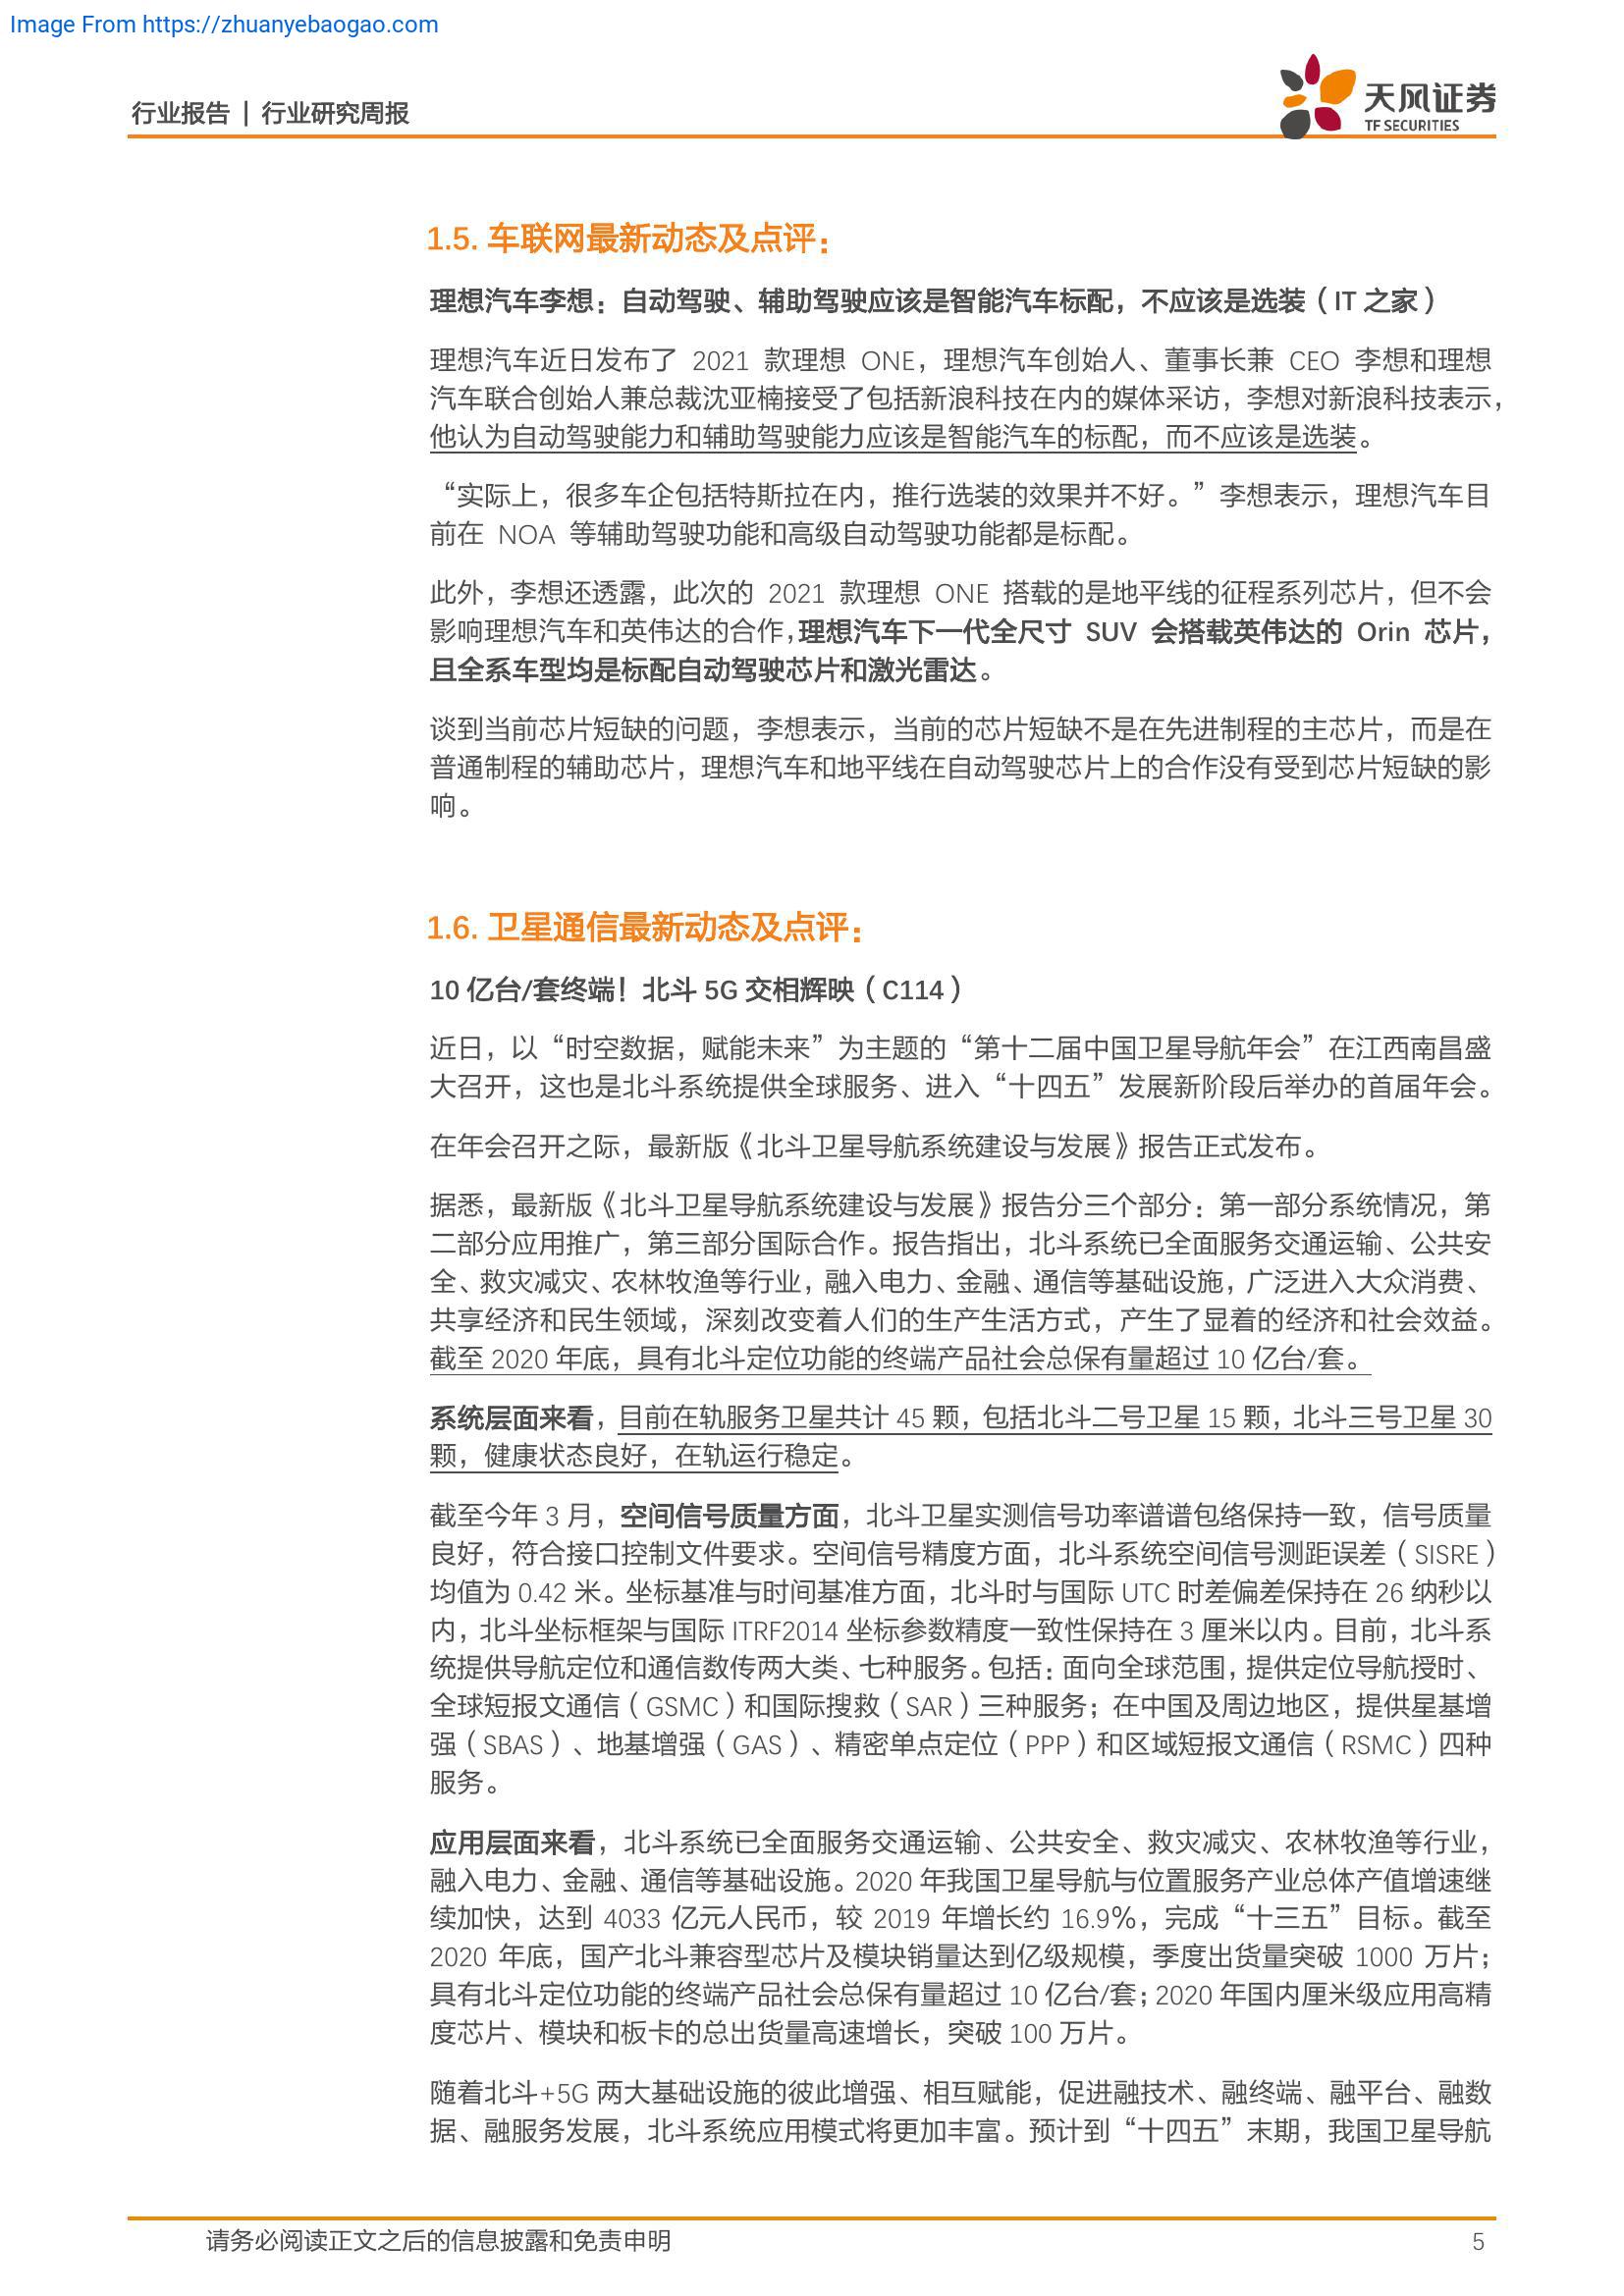 Image From https://zhuanyebaogao.com
行业报告 | 行业研究周报
天风证券
TF SECURITIES
1.5. 车联网最新动态及点评：
理想汽车李想：自动驾驶、辅助驾驶应该是智能汽车标配，不应该是选装（IT 之家）
理想汽车近日发布了 2021 款理想 ONE，理想汽车创始人、董事长兼 CEO 李想和理想
汽车联合创始人兼总裁沈亚楠接受了包括新浪科技在内的媒体采访，李想对新浪科技表示，
他认为自动驾驶能力和辅助驾驶能力应该是智能汽车的标配，而不应该是选装。
“实际上，很多车企包括特斯拉在内，推行选装的效果并不好。”李想表示，理想汽车目
前在 NOA 等辅助驾驶功能和高级自动驾驶功能都是标配。
此外，李想还透露，此次的 2021 款理想 ONE 搭载的是地平线的征程系列芯片，但不会
影响理想汽车和英伟达的合作，理想汽车下一代全尺寸 SUV 会搭载英伟达的 Orin 芯片，
且全系车型均是标配自动驾驶芯片和激光雷达。
谈到当前芯片短缺的问题，李想表示，当前的芯片短缺不是在先进制程的主芯片，而是在
普通制程的辅助芯片，理想汽车和地平线在自动驾驶芯片上的合作没有受到芯片短缺的影
响。
1.6. 卫星通信最新动态及点评：
10 亿台/套终端！北斗 5G 交相辉映（C114）
近日，以“时空数据，赋能未来”为主题的“第十二届中国卫星导航年会”在江西南昌盛
大召开，这也是北斗系统提供全球服务、进入“十四五”发展新阶段后举办的首届年会。
在年会召开之际，最新版《北斗卫星导航系统建设与发展》报告正式发布。
据悉，最新版《北斗卫星导航系统建设与发展》报告分三个部分：第一部分系统情况，第
二部分应用推广，第三部分国际合作。报告指出，北斗系统已全面服务交通运输、公共安
全、救灾减灾、农林牧渔等行业，融入电力、金融、通信等基础设施，广泛进入大众消费、
共享经济和民生领域，深刻改变着人们的生产生活方式，产生了显着的经济和社会效益。
截至 2020 年底，具有北斗定位功能的终端产品社会总保有量超过 10 亿台/套。
系统层面来看，目前在轨服务卫星共计 45 颗，包括北斗二号卫星 15 颗，北斗三号卫星 30
颗，健康状态良好，在轨运行稳定。
截至今年 3 月，空间信号质量方面，北斗卫星实测信号功率谱谱包络保持一致，信号质量
良好，符合接口控制文件要求。空间信号精度方面，北斗系统空间信号测距误差（SISRE）
均值为 0.42 米。坐标基准与时间基准方面，北斗时与国际 UTC 时差偏差保持在 26 纳秒以
内，北斗坐标框架与国际 ITRF2014 坐标参数精度一致性保持在 3 厘米以内。目前，北斗系
统提供导航定位和通信数传两大类、七种服务。包括：面向全球范围，提供定位导航授时、
全球短报文通信（GSMC）和国际搜救（SAR）三种服务；在中国及周边地区，提供星基增
强（SBAS）、地基增强（GAS）、精密单点定位（PPP）和区域短报文通信（RSMC）四种
服务。
应用层面来看，北斗系统已全面服务交通运输、公共安全、救灾减灾、农林牧渔等行业，
融入电力、金融、通信等基础设施。2020 年我国卫星导航与位置服务产业总体产值增速继
续加快，达到 4033 亿元人民币，较 2019 年增长约 16.9%，完成“十三五”目标。截至
2020 年底，国产北斗兼容型芯片及模块销量达到亿级规模，季度出货量突破 1000 万片；
具有北斗定位功能的终端产品社会总保有量超过 10 亿台/套；2020 年国内厘米级应用高精
度芯片、模块和板卡的总出货量高速增长，突破 100 万片。
随着北斗+5G 两大基础设施的彼此增强、相互赋能，促进融技术、融终端、融平台、融数
据、融服务发展，北斗系统应用模式将更加丰富。预计到“十四五”末期，我国卫星导航
请务必阅读正文之后的信息披露和免责申明
5